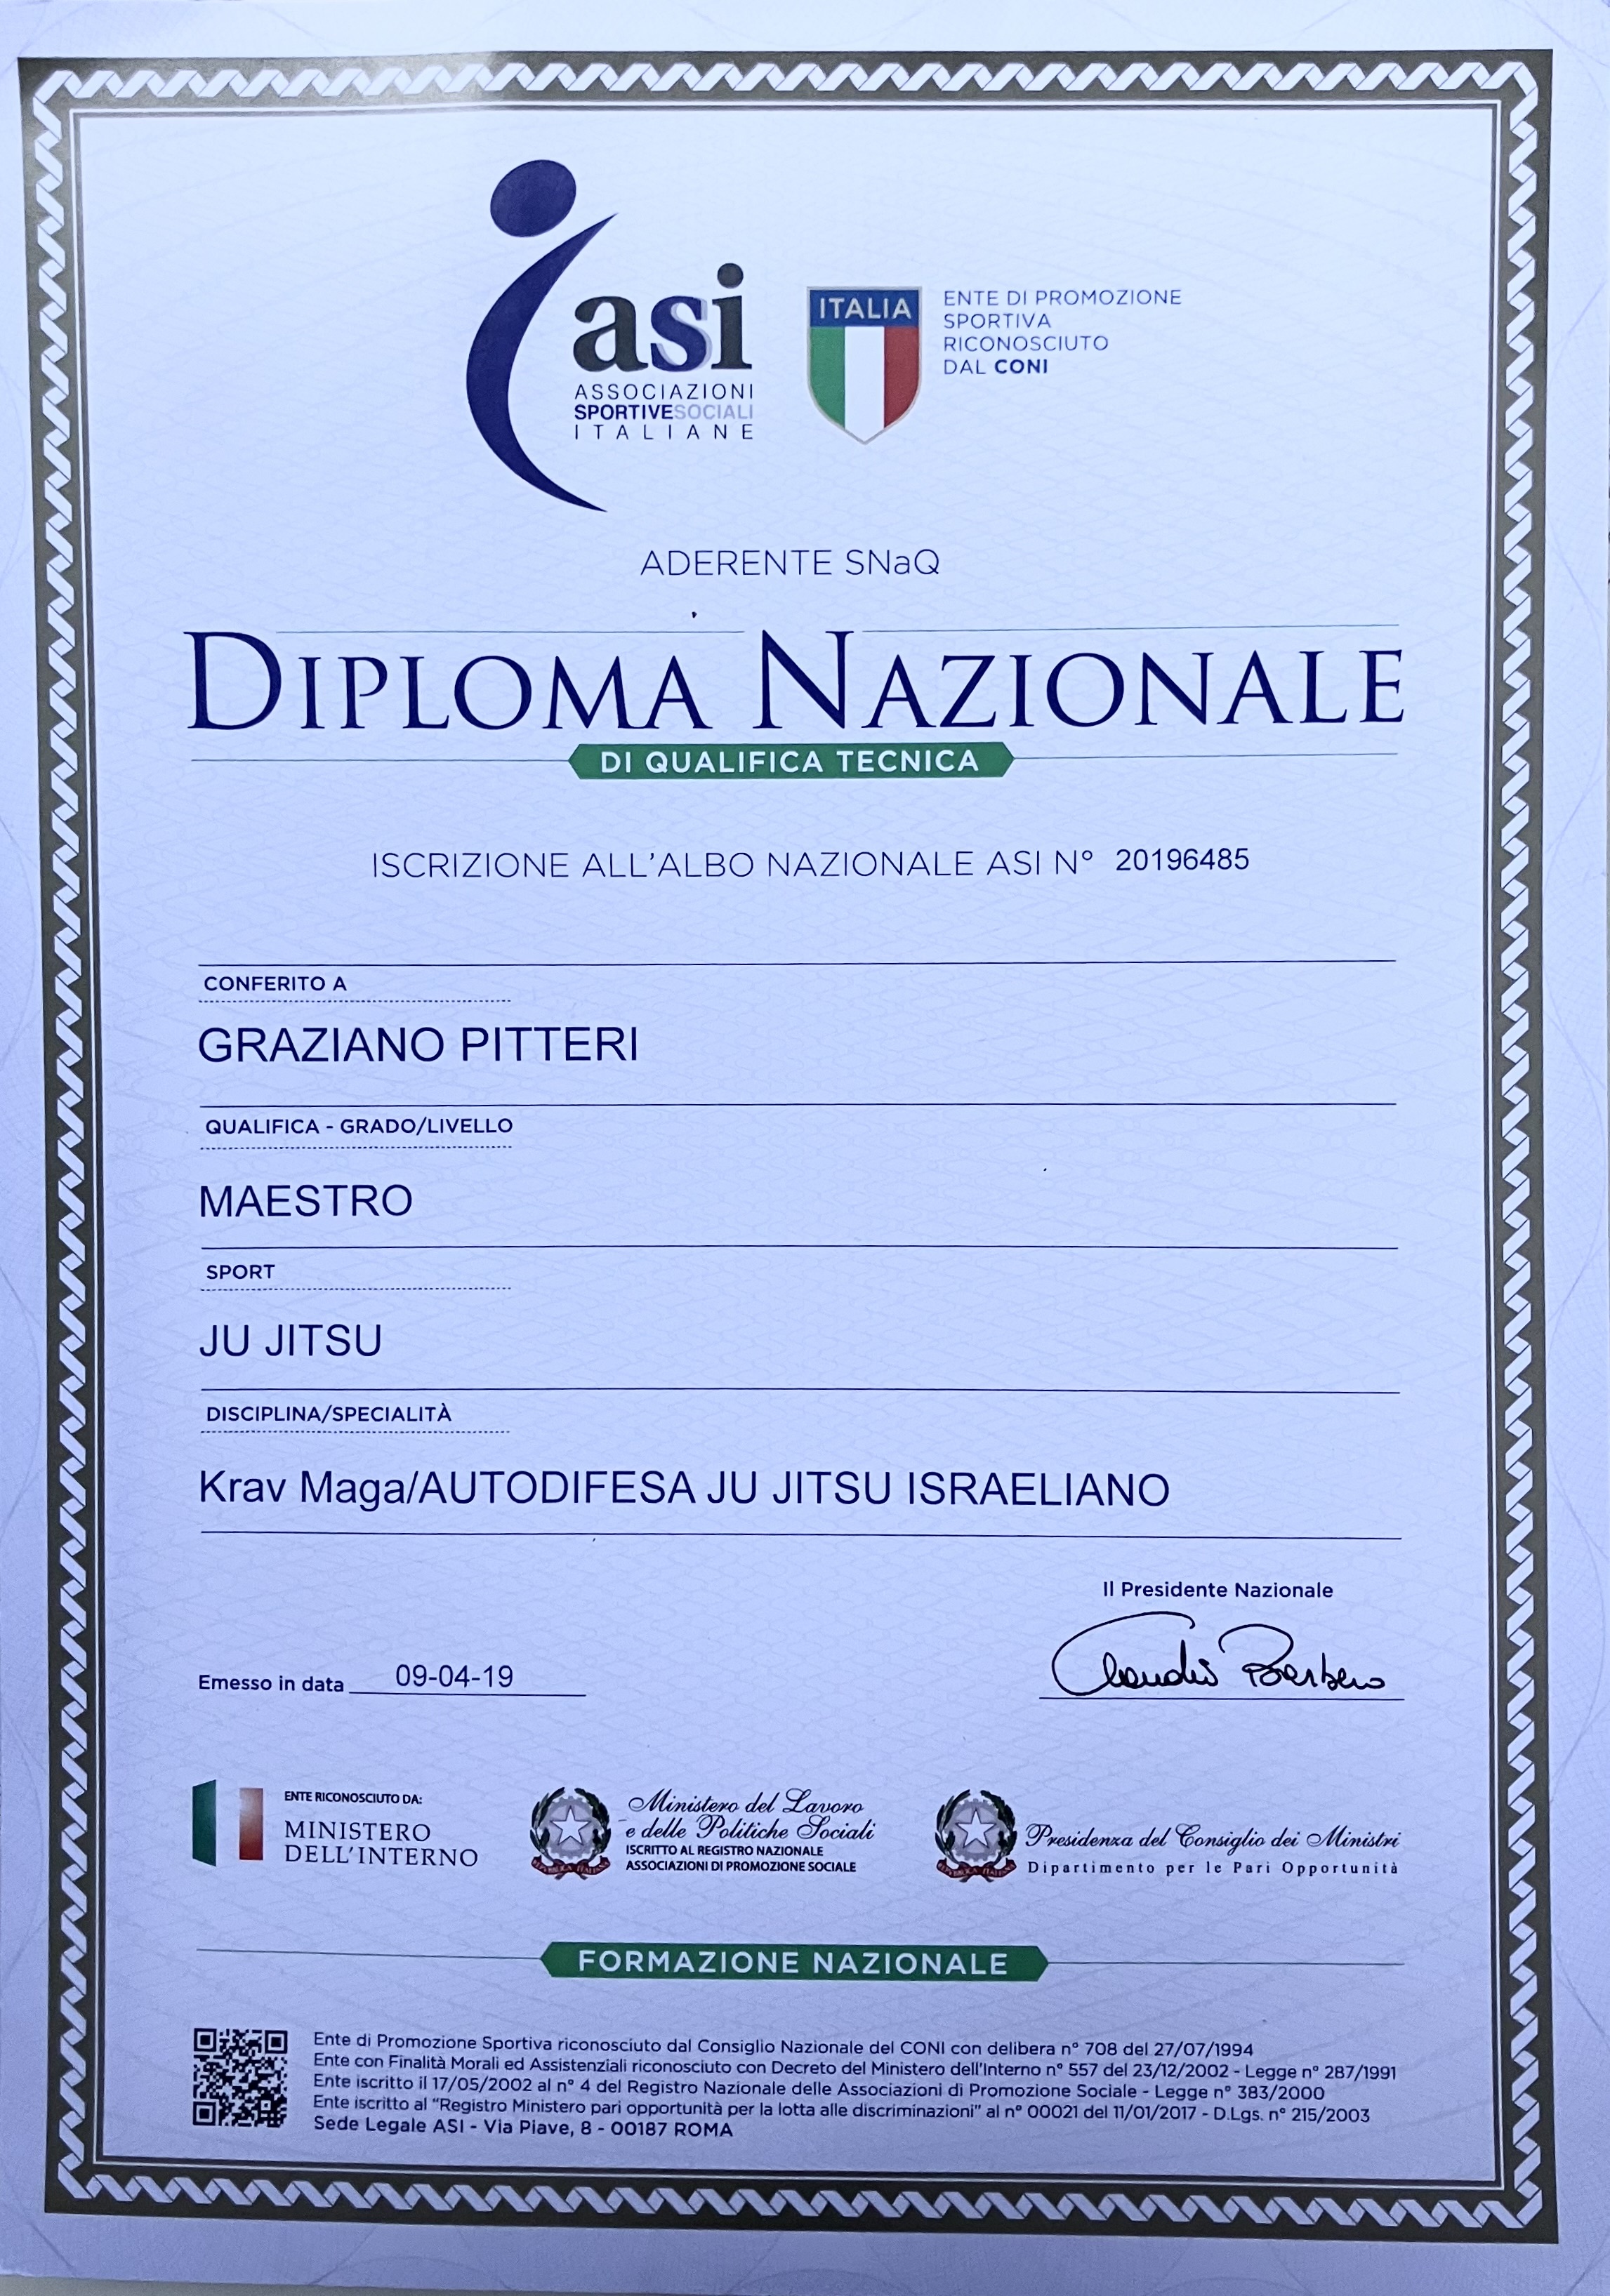 asi
ASSOCIAZIONI
SPORTIVESOCIALI
ITALIANE
ITALIA
ENTE DI PROMOZIONE
SPORTIVA
RICONOSCIUTO
DAL CONI
ADERENTE SNaQ
DIPLOMA NAZIONALE
DI QUALIFICA TECNICA
ISCRIZIONE ALL'ALBO NAZIONALE ASI N° 20196485
CONFERITO A
GRAZIANO PITTERI
QUALIFICA - GRADO/LIVELLO
MAESTRO
SPORT
JU JITSU
DISCIPLINA/SPECIALITÀ
Krav Maga/AUTODIFESA JU JITSU ISRAELIANO
Il Presidente Nazionale
Claudio Barbaro
Emesso in data 09-04-19
ENTE RICONOSCIUTO DA:
MINISTERO
DELL'INTERNO
Ministero del Lavoro
e delle Politiche Sociali
ISCRITTO AL REGISTRO NAZIONALE
ASSOCIAZIONI DI PROMOZIONE SOCIALE
Presidenza del Consiglio dei Ministri
Dipartimento per le Pari Opportunità
FORMAZIONE NAZIONALE
Ente di Promozione Sportiva riconosciuto dal Consiglio Nazionale del CONI con delibera n° 708 del 27/07/1994
Ente con Finalità Morali ed Assistenziali riconosciuto con Decreto del Ministero dell'Interno n° 557 del 23/12/2002 - Legge n° 287/1991
Ente iscritto il 17/05/2002 al n° 4 del Registro Nazionale delle Associazioni di Promozione Sociale - Legge n° 383/2000
Ente iscritto al "Registro Ministero pari opportunità per la lotta alle discriminazioni" al n° 00021 del 11/01/2017 - D.Lgs. n° 215/2003
Sede Legale ASI - Via Piave, 8 - 00187 ROMA